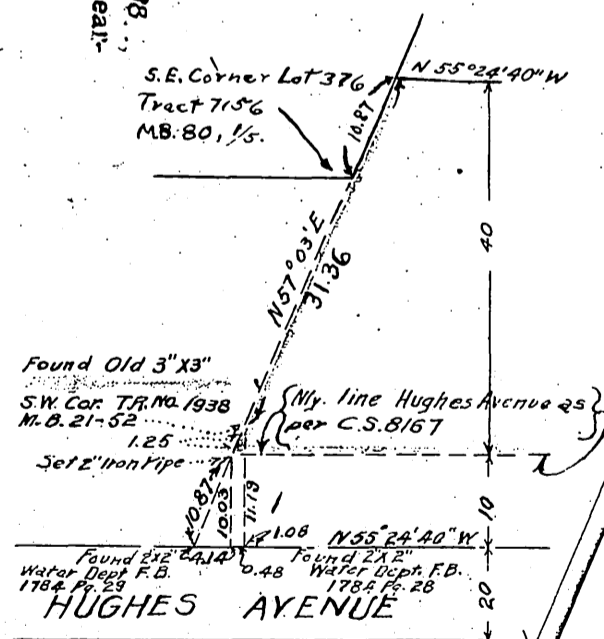 8..,
ear-
S.E. Corner Lot 376
Tract 7156
M.B. 80, 1/5.
10.87
N 55°24'40" W
40
N57°03'E
31.36
Found Old 3"X3"
S.W. Cor. T.R. No. 1938
M.B. 21-52
1.25
Set 2" Iron Pipe
Nly. line Hughes Avenue as
per C.S. 8167
10.87
10.03
11.19
1.08
N55°24'40" W
10
Found 2X2"
4.14
0.48
Found 2"X2"
Water Dept F.B.
1784 Pg. 29
Water Dept. F.B.
1784 Pg. 28
HUGHES AVENUE
20